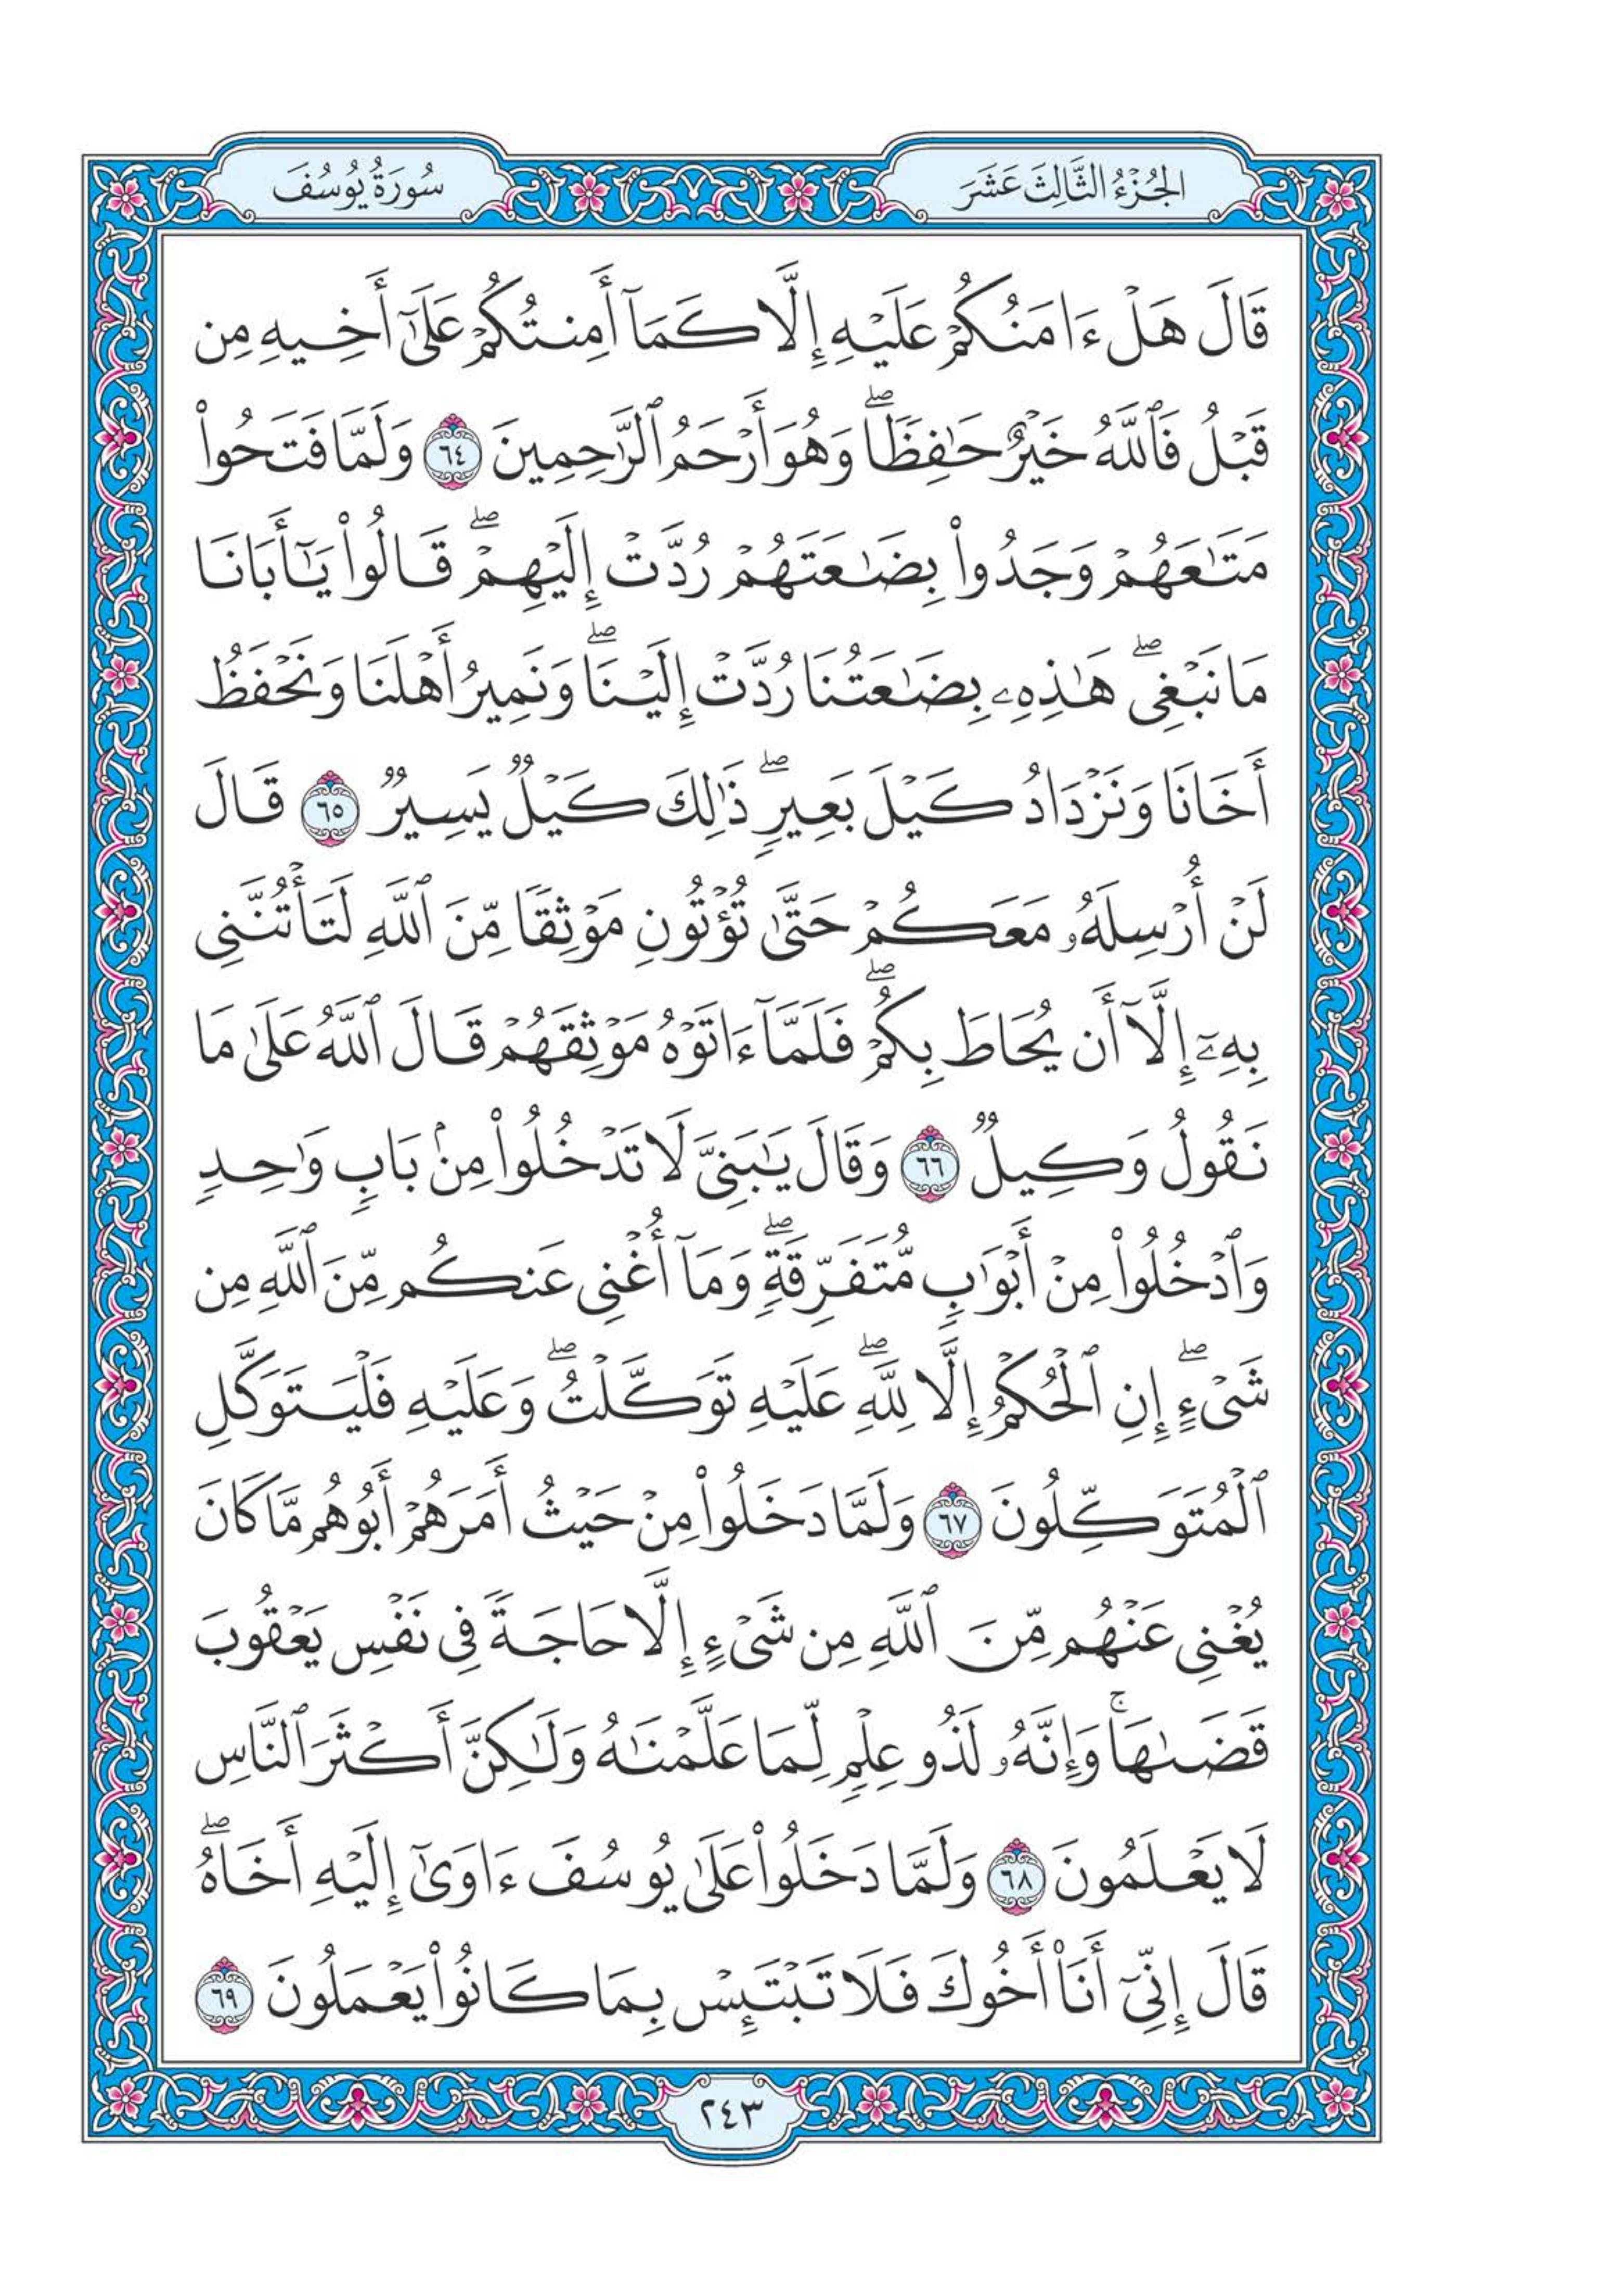 الجُزْءُ الثَّالِثَ عَشَرَ
سُورَةُ يُوسُفَ
قَالَ هَلْ ءَامَنُكُمْ عَلَيْهِ إِلَّا كَمَآ أَمِنتُكُمْ عَلَىٰٓ أَخِيهِ مِن
قَبْلُ فَٱللَّهُ خَيْرٌ حَـٰفِظًاۖ وَهُوَ أَرْحَمُ ٱلرَّٰحِمِينَ ٦٤ وَلَمَّا فَتَحُوا۟
مَتَـٰعَهُمْ وَجَدُوا۟ بِضَـٰعَتَهُمْ رُدَّتْ إِلَيْهِمْۖ قَالُوا۟ يَـٰٓأَبَانَا
مَا نَبْغِىۖ هَـٰذِهِۦ بِضَـٰعَتُنَا رُدَّتْ إِلَيْنَاۖ وَنَمِيرُ أَهْلَنَا وَنَحْفَظُ
أَخَانَا وَنَزْدَادُ كَيْلَ بَعِيرٍۖ ذَٰلِكَ كَيْلٌ يَسِيرٌ ٦٥ قَالَ
لَنْ أُرْسِلَهُۥ مَعَكُمْ حَتَّىٰ تُؤْتُونِ مَوْثِقًا مِّنَ ٱللَّهِ لَتَأْتُنَّنِى
بِهِۦٓ إِلَّآ أَن يُحَاطَ بِكُمْۖ فَلَمَّآ ءَاتَوْهُ مَوْثِقَهُمْ قَالَ ٱللَّهُ عَلَىٰ مَا
نَقُولُ وَكِيلٌ ٦٦ وَقَالَ يَـٰبَنِىَّ لَا تَدْخُلُوا۟ مِنۢ بَابٍ وَٰحِدٍ
وَٱدْخُلُوا۟ مِنْ أَبْوَٰبٍ مُّتَفَرِّقَةٍۖ وَمَآ أُغْنِى عَنكُم مِّنَ ٱللَّهِ مِن
شَىْءٍۖ إِنِ ٱلْحُكْمُ إِلَّا لِلَّهِۖ عَلَيْهِ تَوَكَّلْتُۖ وَعَلَيْهِ فَلْيَتَوَكَّلِ
ٱلْمُتَوَكِّلُونَ ٦٧ وَلَمَّا دَخَلُوا۟ مِنْ حَيْثُ أَمَرَهُمْ أَبُوهُم مَّا كَانَ
يُغْنِى عَنْهُم مِّنَ ٱللَّهِ مِن شَىْءٍ إِلَّا حَاجَةً فِى نَفْسِ يَعْقُوبَ
قَضَىٰهَاۚ وَإِنَّهُۥ لَذُو عِلْمٍ لِّمَا عَلَّمْنَـٰهُ وَلَـٰكِنَّ أَكْثَرَ ٱلنَّاسِ
لَا يَعْلَمُونَ ٦٨ وَلَمَّا دَخَلُوا۟ عَلَىٰ يُوسُفَ ءَاوَىٰٓ إِلَيْهِ أَخَاهُۖ
قَالَ إِنِّىٓ أَنَا۠ أَخُوكَ فَلَا تَبْتَئِسْ بِمَا كَانُوا۟ يَعْمَلُونَ ٦٩
٢٤٣